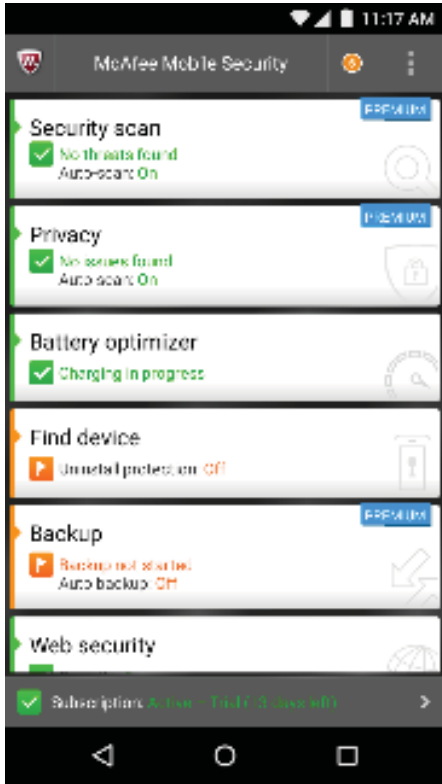 11:17 AM
McAfee Mobile Security
PREMIUM
Security scan
No threats found
Auto-scan: On
PREMIUM
Privacy
No issues found
Auto-scan: On
Battery optimizer
Charging in progress
Find device
Uninstall protection: Off
PREMIUM
Backup
Backup not started
Auto backup: Off
Web security
Subscription: Active - Trial (13 days left)